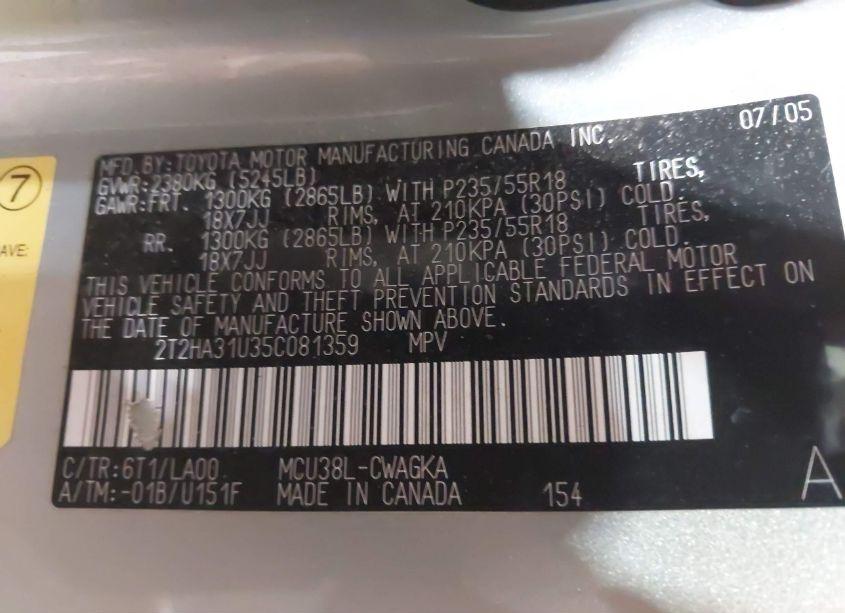 7
AVE:
07/05
MFD.BY:TOYOTA MOTOR MANUFACTURING CANADA INC.
GVWR:2380KG (5245LB)
GAWR:FRT. 1300KG (2865LB) WITH P235/55R18 TIRES,
18X7JJ RIMS, AT 210KPA (30PSI) COLD.
RR. 1300KG (2865LB) WITH P235/55R18 TIRES,
18X7JJ RIMS, AT 210KPA (30PSI) COLD.
THIS VEHICLE CONFORMS TO ALL APPLICABLE FEDERAL MOTOR
VEHICLE SAFETY AND THEFT PREVENTION STANDARDS IN EFFECT ON
THE DATE OF MANUFACTURE SHOWN ABOVE.
2T2HA31U35C081359 MPV
C/TR:6T1/LA00 MCU38L-CWAGKA
A/TM:-01B/U151F MADE IN CANADA 154
A